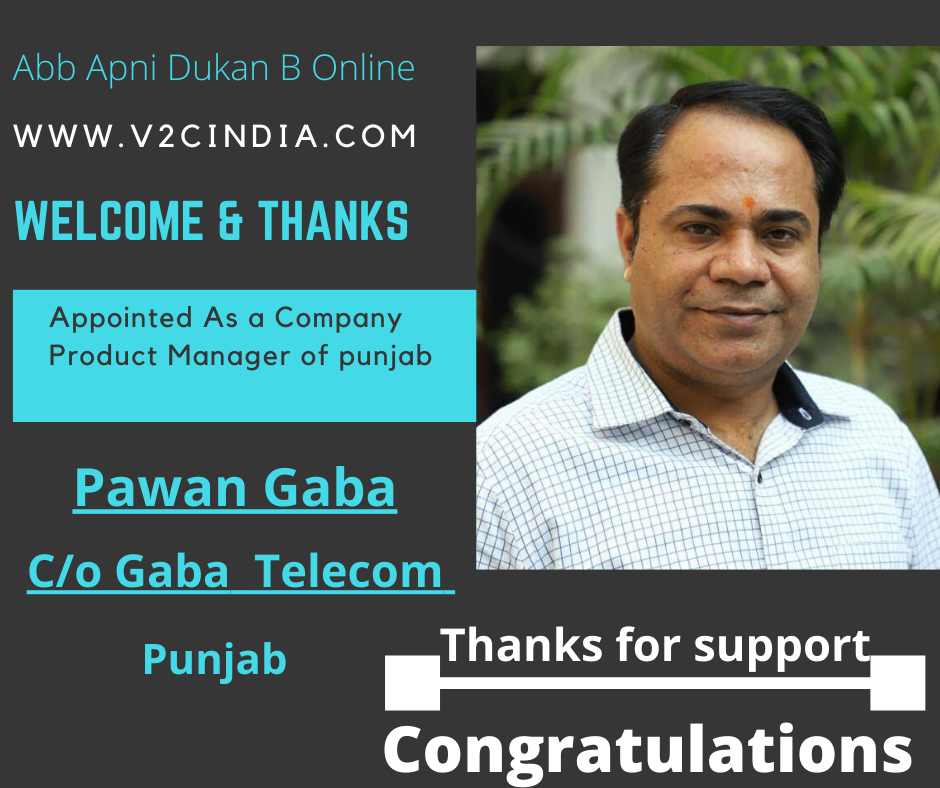 Abb Apni Dukan B Online
WWW.V2CINDIA.COM
WELCOME & THANKS
Appointed As a Company
Product Manager of punjab
Pawan Gaba
C/o Gaba Telecom
Punjab
Thanks for support
Congratulations